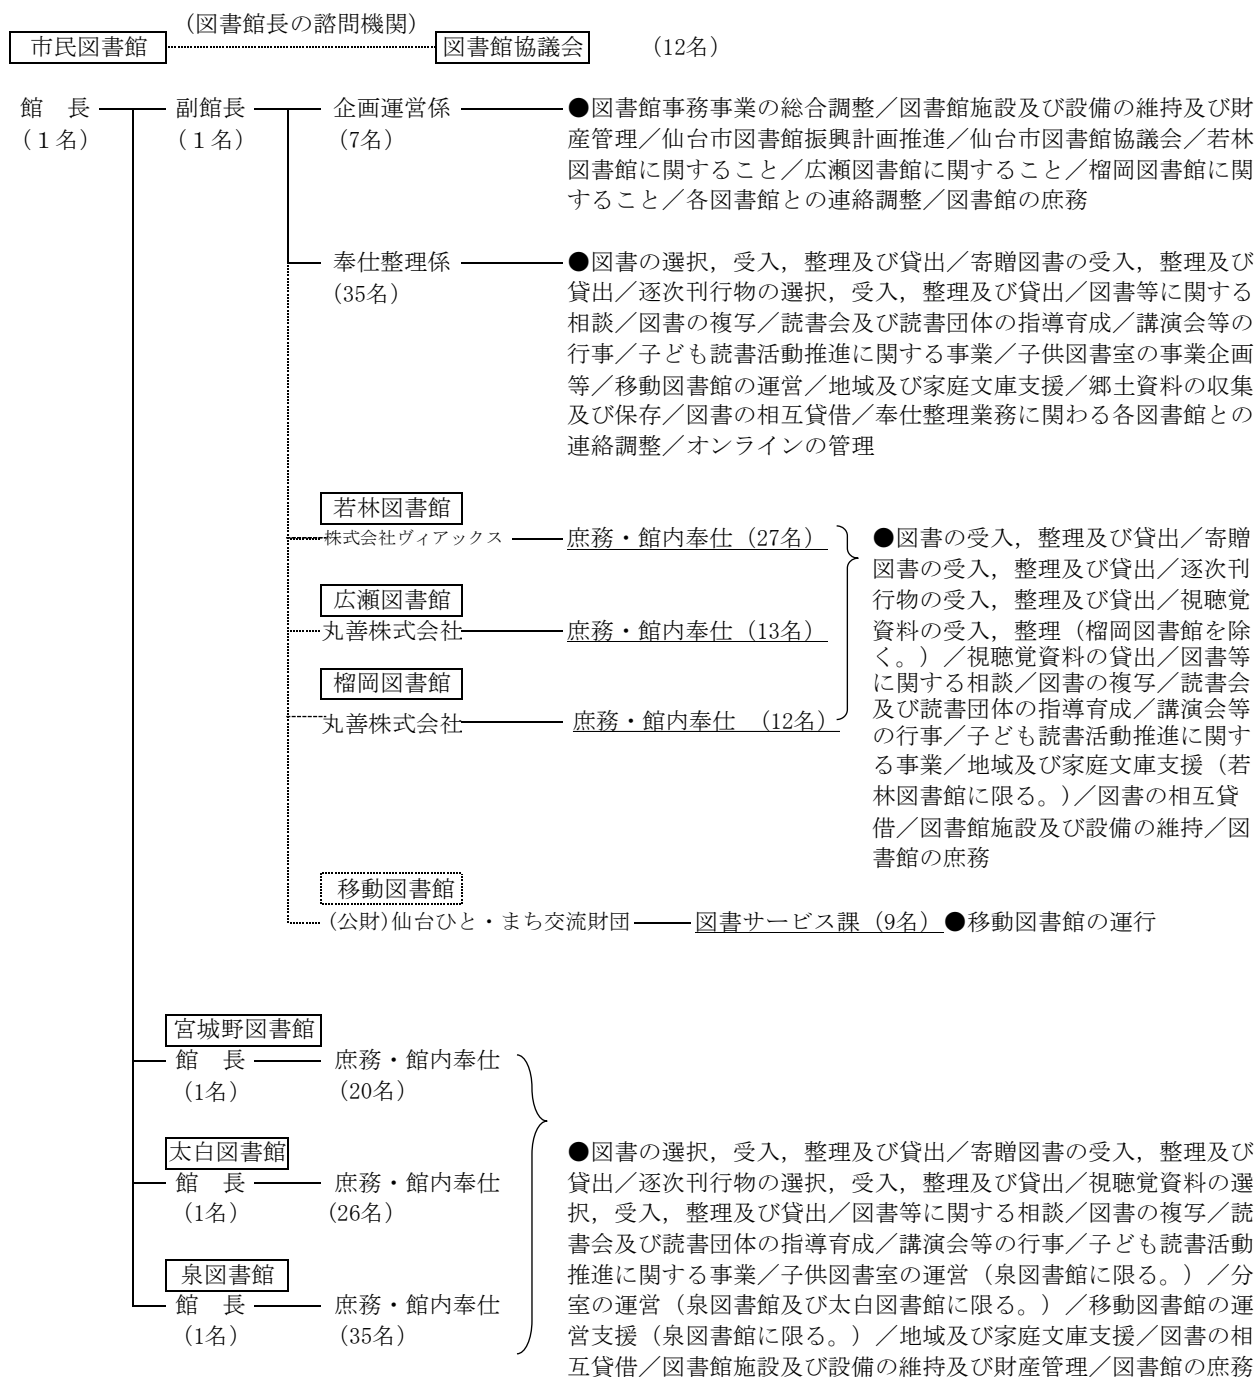 (図書館長の諮問機関)
市民図書館 図書館協議会 (12名)
館　長 副館長 企画運営係 ●図書館事務事業の総合調整／図書館施設及び設備の維持及び財
(１名) (１名) (7名) 産管理／仙台市図書館振興計画推進／仙台市図書館協議会／若林
図書館に関すること／広瀬図書館に関すること／榴岡図書館に関
すること／各図書館との連絡調整／図書館の庶務
奉仕整理係 ●図書の選択，受入，整理及び貸出／寄贈図書の受入，整理及び
(35名) 貸出／逐次刊行物の選択，受入，整理及び貸出／図書等に関する
相談／図書の複写／読書会及び読書団体の指導育成／講演会等の
行事／子ども読書活動推進に関する事業／子供図書室の事業企画
等／移動図書館の運営／地域及び家庭文庫支援／郷土資料の収集
及び保存／図書の相互貸借／奉仕整理業務に関わる各図書館との
連絡調整／オンラインの管理
若林図書館
株式会社ヴィアックス 庶務・館内奉仕 (27名)
広瀬図書館
丸善株式会社 庶務・館内奉仕 (13名)
榴岡図書館
丸善株式会社 庶務・館内奉仕 (12名)
●図書の受入，整理及び貸出／寄贈
図書の受入，整理及び貸出／逐次刊
行物の受入，整理及び貸出／視聴覚
資料の受入，整理（榴岡図書館を除
く。）／視聴覚資料の貸出／図書等
に関する相談／図書の複写／読書会
及び読書団体の指導育成／講演会等
の行事／子ども読書活動推進に関す
る事業／地域及び家庭文庫支援（若
林図書館に限る。)／図書の相互貸
借／図書館施設及び設備の維持／図
書館の庶務
移動図書館
(公財)仙台ひと・まち交流財団 図書サービス課 (9名) ●移動図書館の運行
宮城野図書館
館　長 庶務・館内奉仕
(1名) (20名)
太白図書館
館　長 庶務・館内奉仕
(1名) (26名)
泉図書館
館　長 庶務・館内奉仕
(1名) (35名)
●図書の選択，受入，整理及び貸出／寄贈図書の受入，整理及び
貸出／逐次刊行物の選択，受入，整理及び貸出／視聴覚資料の選
択，受入，整理及び貸出／図書等に関する相談／図書の複写／読
書会及び読書団体の指導育成／講演会等の行事／子ども読書活動
推進に関する事業／子供図書室の運営（泉図書館に限る。）／分
室の運営（泉図書館及び太白図書館に限る。）／移動図書館の運
営支援（泉図書館に限る。）／地域及び家庭文庫支援／図書の相
互貸借／図書館施設及び設備の維持及び財産管理／図書館の庶務